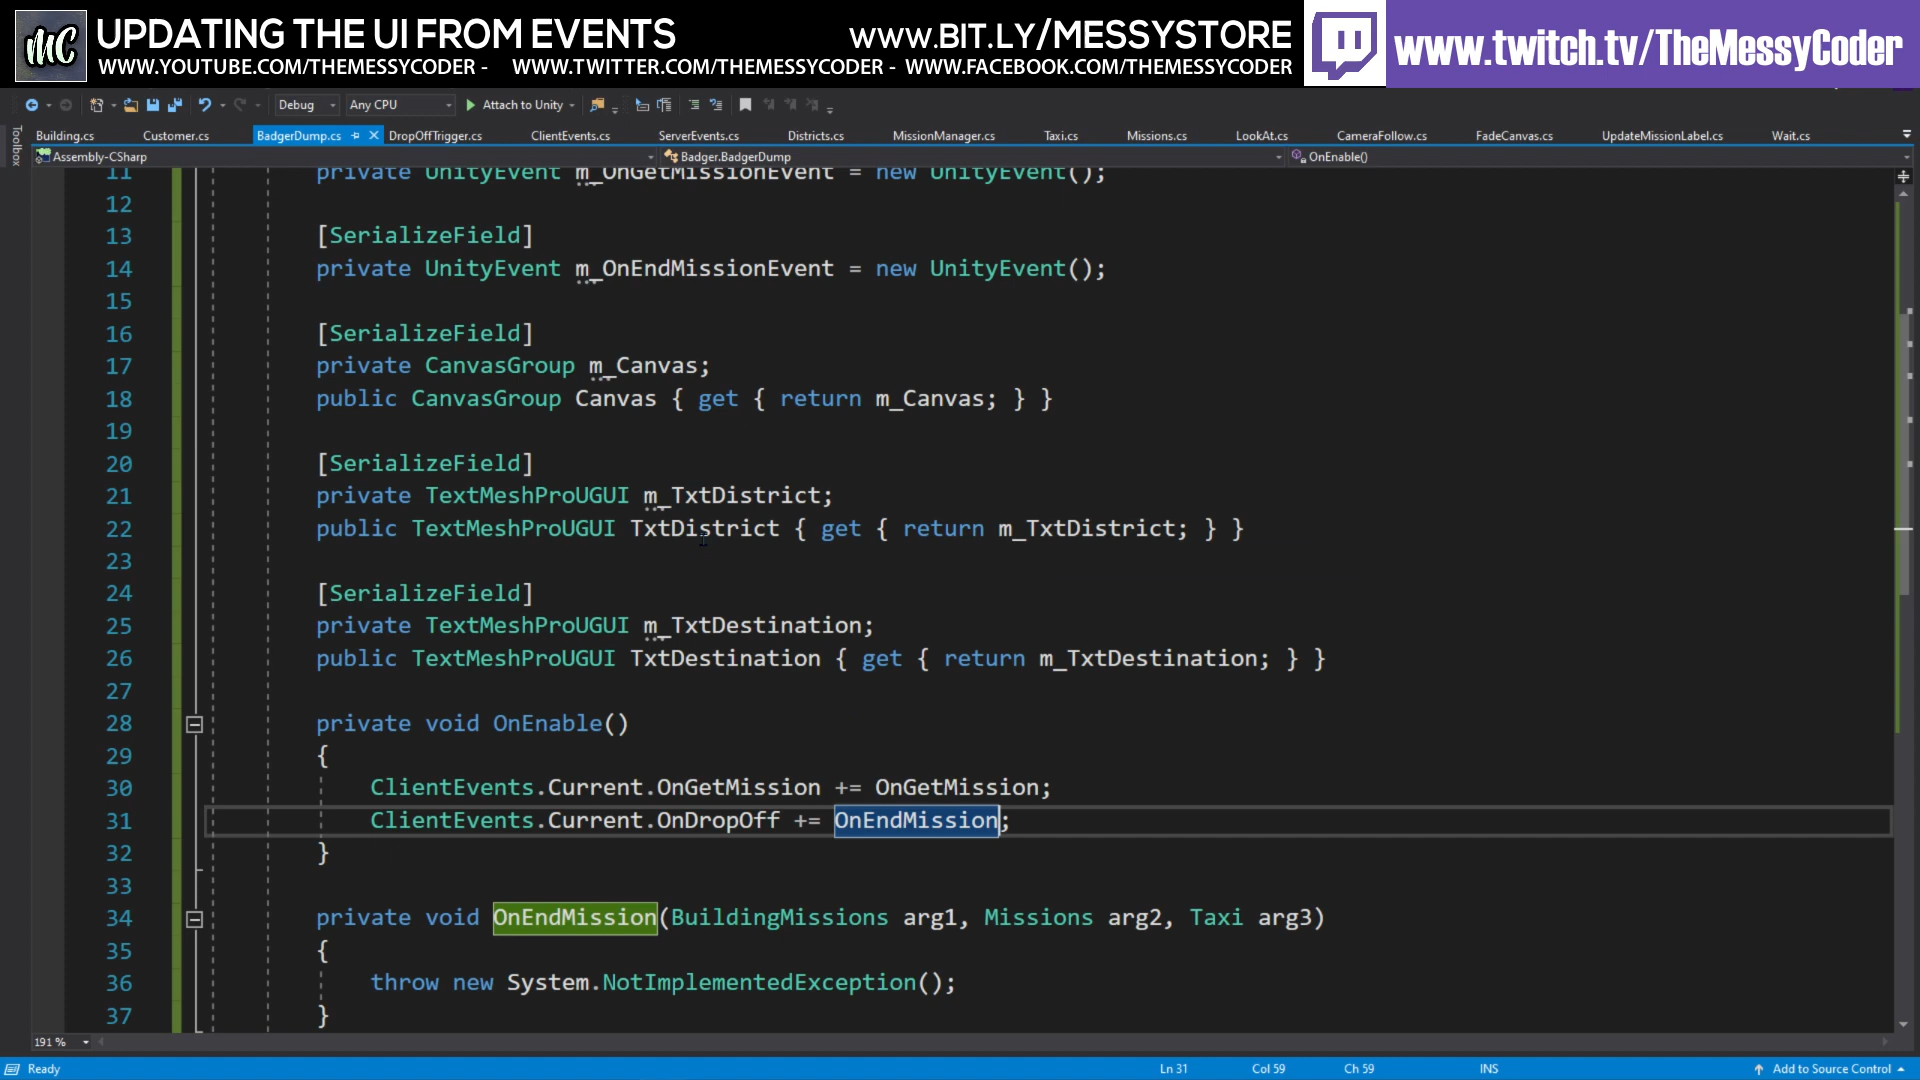 MC
UPDATING THE UI FROM EVENTS
WWW.BIT.LY/MESSYSTORE
WWW.YOUTUBE.COM/THEMESSYCODER - WWW.TWITTER.COM/THEMESSYCODER - WWW.FACEBOOK.COM/THEMESSYCODER
www.twitch.tv/TheMessyCoder
Debug Any CPU Attach to Unity
Building.cs Customer.cs BadgerDump.cs DropOffTrigger.cs ClientEvents.cs ServerEvents.cs Districts.cs MissionManager.cs Taxi.cs Missions.cs LookAt.cs CameraFollow.cs FadeCanvas.cs UpdateMissionLabel.cs Wait.cs
Toolbox
Assembly-CSharp Badger.BadgerDump OnEnable()
11 private UnityEvent m_OnGetMissionEvent = new UnityEvent();
12
13 [SerializeField]
14 private UnityEvent m_OnEndMissionEvent = new UnityEvent();
15
16 [SerializeField]
17 private CanvasGroup m_Canvas;
18 public CanvasGroup Canvas { get { return m_Canvas; } }
19
20 [SerializeField]
21 private TextMeshProUGUI m_TxtDistrict;
22 public TextMeshProUGUI TxtDistrict { get { return m_TxtDistrict; } }
23
24 [SerializeField]
25 private TextMeshProUGUI m_TxtDestination;
26 public TextMeshProUGUI TxtDestination { get { return m_TxtDestination; } }
27
28 private void OnEnable()
29 {
30 ClientEvents.Current.OnGetMission += OnGetMission;
31 ClientEvents.Current.OnDropOff += OnEndMission;
32 }
33
34 private void OnEndMission(BuildingMissions arg1, Missions arg2, Taxi arg3)
35 {
36 throw new System.NotImplementedException();
37 }
191 %
Ready Ln 31 Col 59 Ch 59 INS Add to Source Control